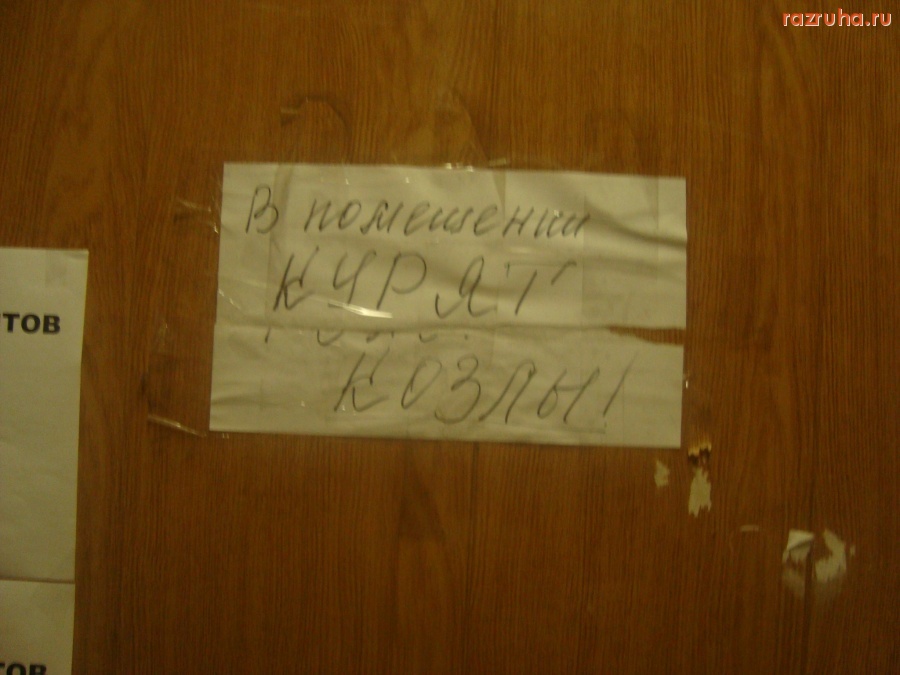 razruha.ru
В помещении
КУРЯТ
КОЗЛЫ!
ТОВ
ТОВ